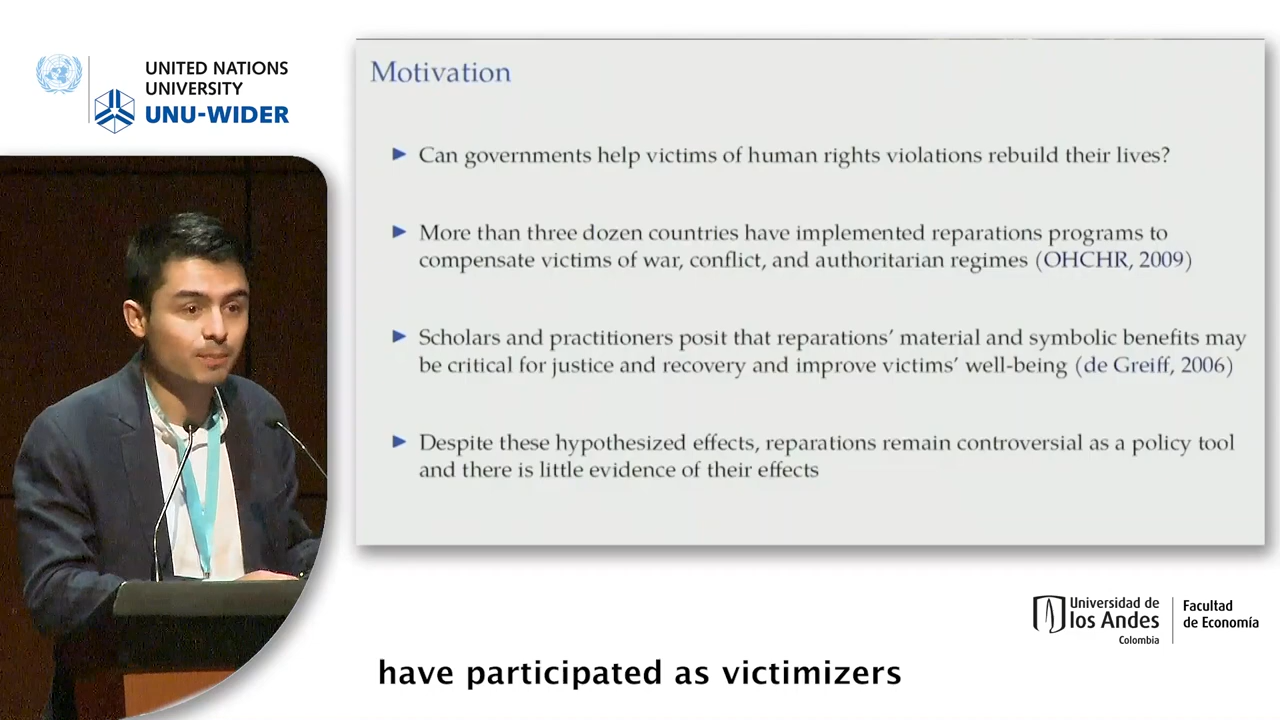 UNITED NATIONS
UNIVERSITY
UNU-WIDER
Motivation
Can governments help victims of human rights violations rebuild their lives?
More than three dozen countries have implemented reparations programs to
compensate victims of war, conflict, and authoritarian regimes (OHCHR, 2009)
Scholars and practitioners posit that reparations' material and symbolic benefits may
be critical for justice and recovery and improve victims' well-being (de Greiff, 2006)
Despite these hypothesized effects, reparations remain controversial as a policy tool
and there is little evidence of their effects
Universidad de
los Andes
Colombia
Facultad
de Economía
have participated as victimizers